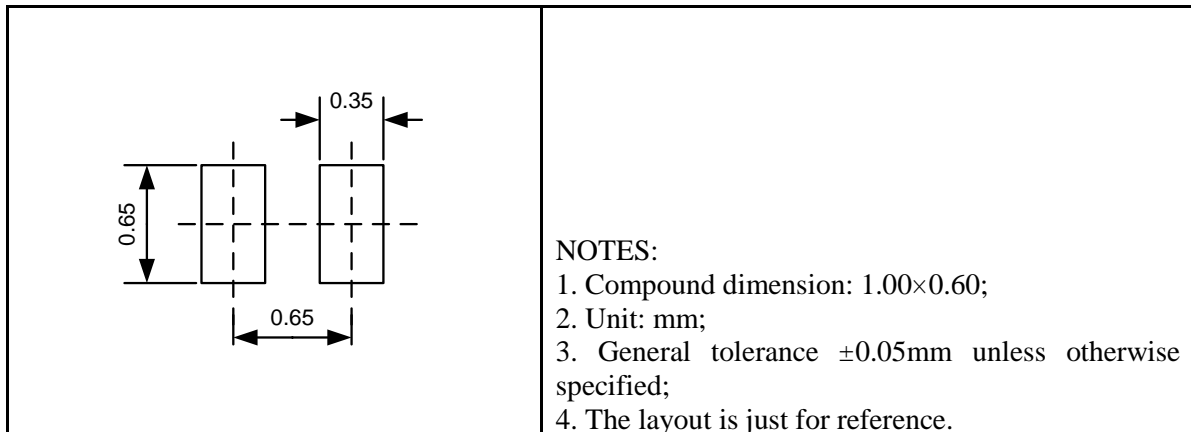 0.35
0.65
0.65
NOTES:
1. Compound dimension: 1.00×0.60;
2. Unit: mm;
3. General tolerance ±0.05mm unless otherwise
specified;
4. The layout is just for reference.